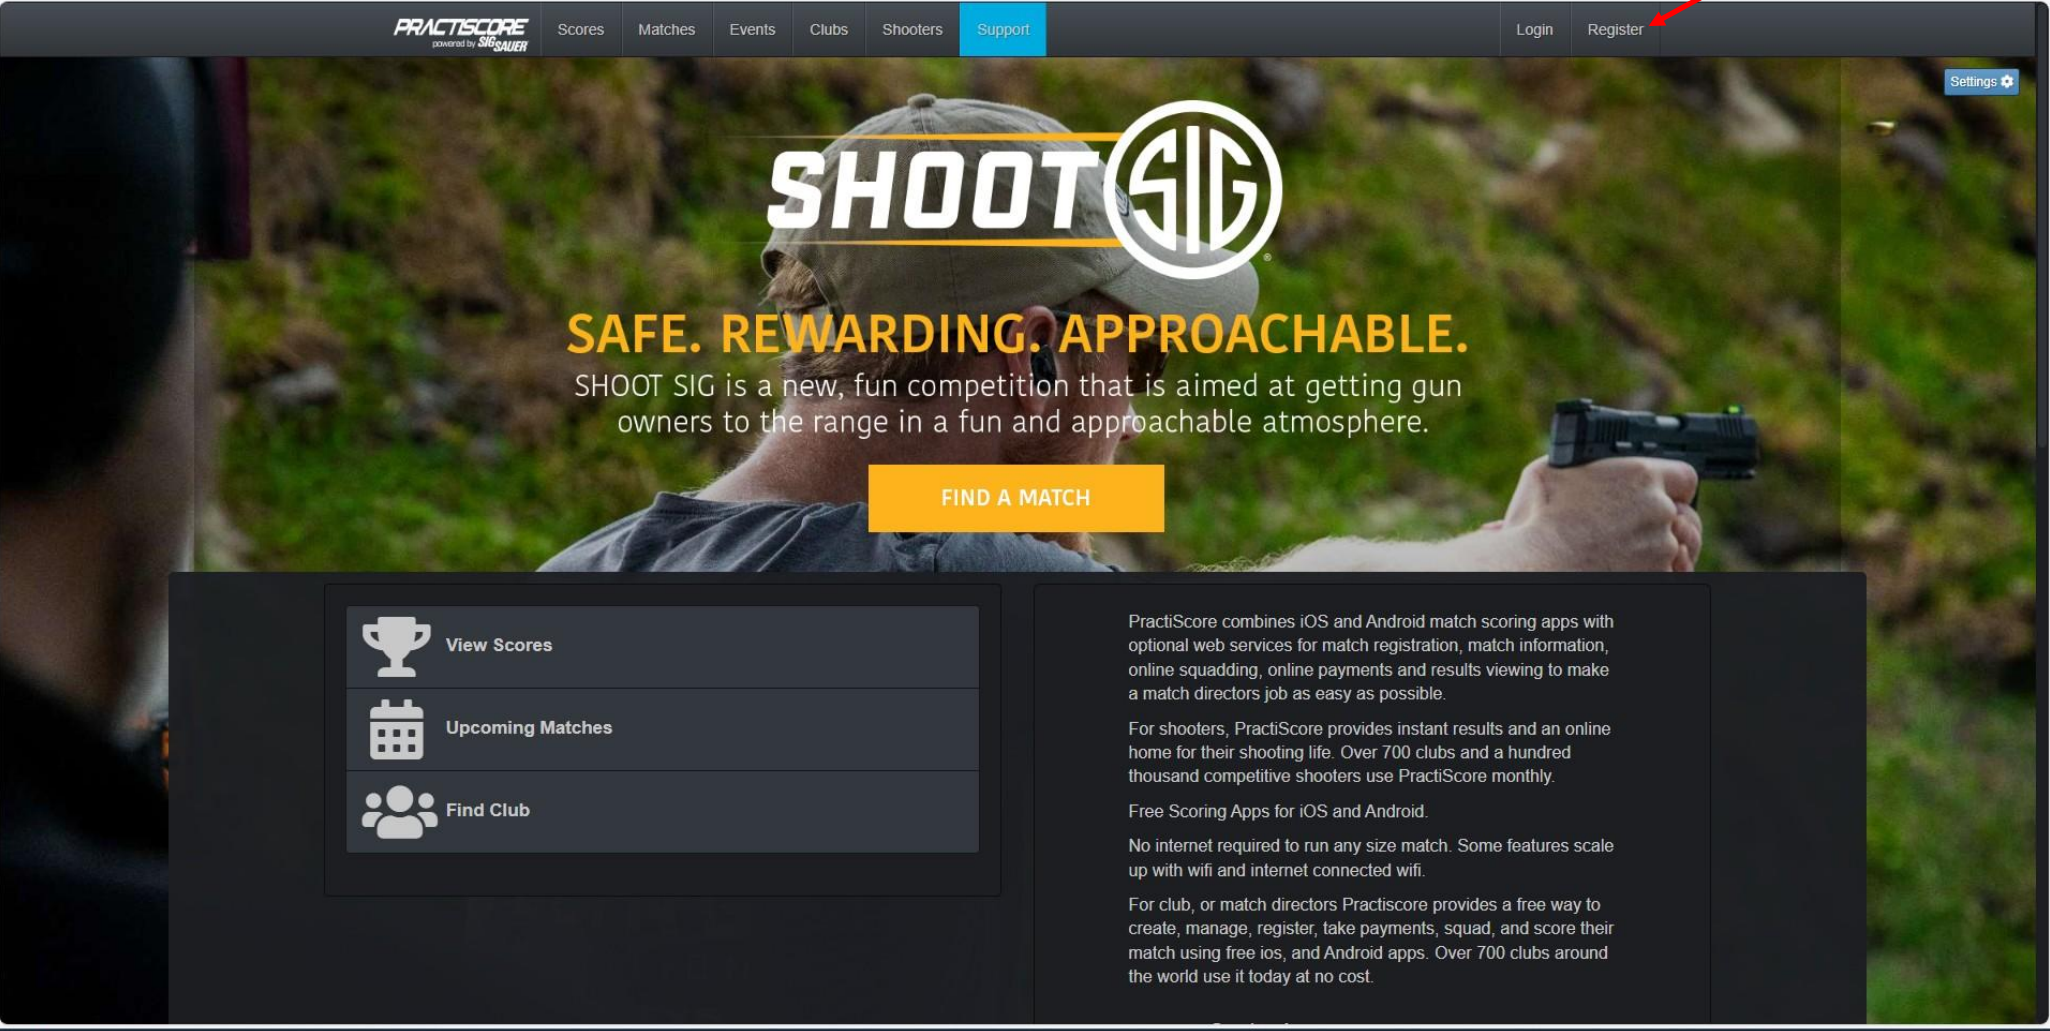 PRACTISCORE
powered by SIG SAUER
Scores Matches Events Clubs Shooters Support Login Register
Settings
SHOOT SIG
®
SAFE. REWARDING. APPROACHABLE.
SHOOT SIG is a new, fun competition that is aimed at getting gun
owners to the range in a fun and approachable atmosphere.
FIND A MATCH
View Scores
Upcoming Matches
Find Club
PractiScore combines iOS and Android match scoring apps with
optional web services for match registration, match information,
online squadding, online payments and results viewing to make
a match directors job as easy as possible.
For shooters, PractiScore provides instant results and an online
home for their shooting life. Over 700 clubs and a hundred
thousand competitive shooters use PractiScore monthly.
Free Scoring Apps for iOS and Android.
No internet required to run any size match. Some features scale
up with wifi and internet connected wifi.
For club, or match directors Practiscore provides a free way to
create, manage, register, take payments, squad, and score their
match using free ios, and Android apps. Over 700 clubs around
the world use it today at no cost.